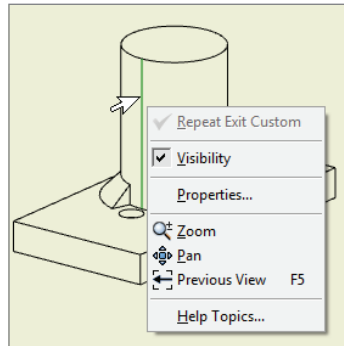 Repeat Exit Custom
Visibility
Properties...
Zoom
Pan
Previous View F5
Help Topics...